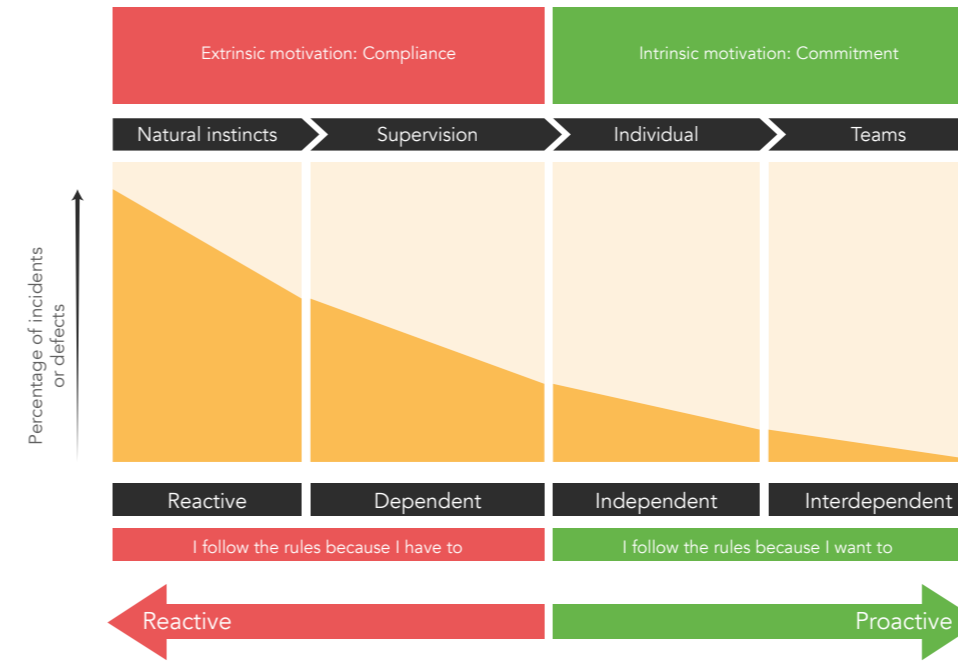 Extrinsic motivation: Compliance
Intrinsic motivation: Commitment
Natural instincts
Supervision
Individual
Teams
Percentage of incidents
or defects
Reactive
Dependent
Independent
Interdependent
I follow the rules because I have to
I follow the rules because I want to
Reactive
Proactive